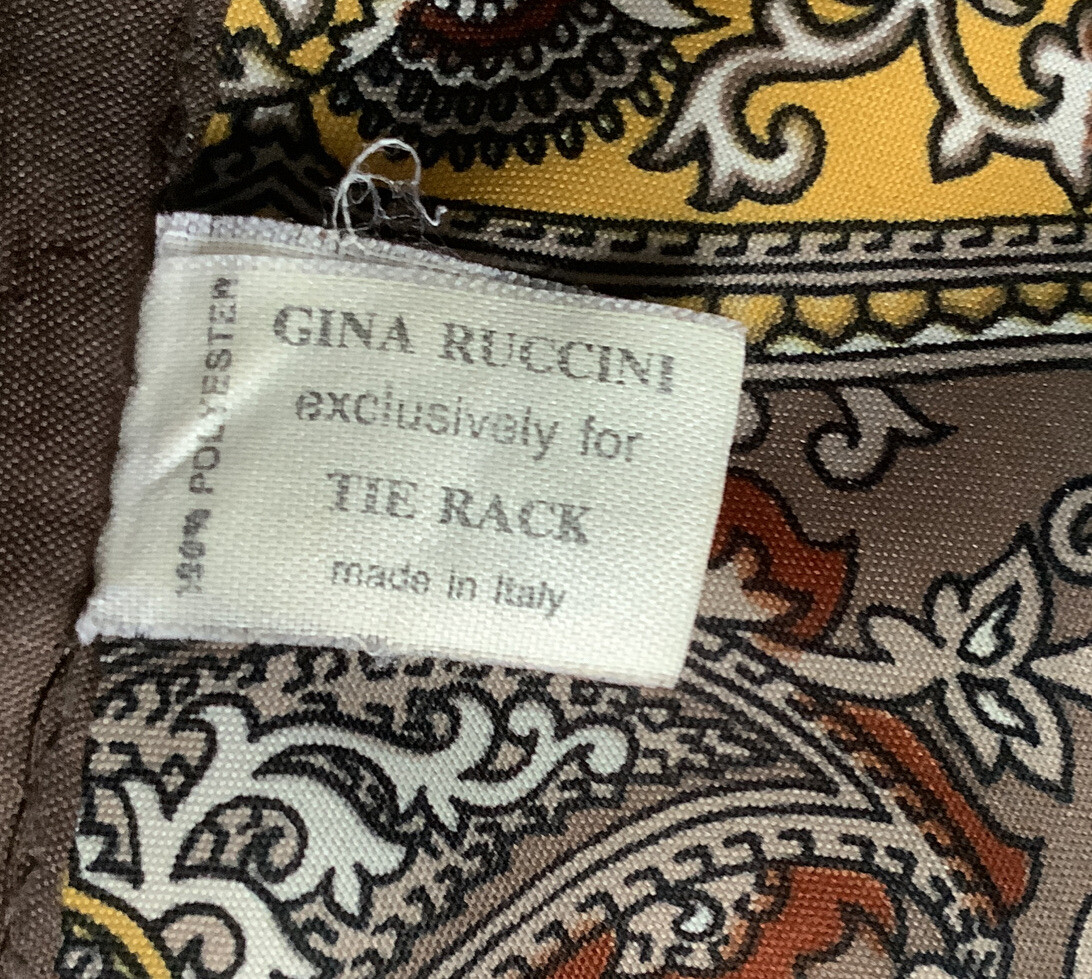 GINA RUCCINI
exclusively for
TIE RACK
made in Italy
100% POLYESTER